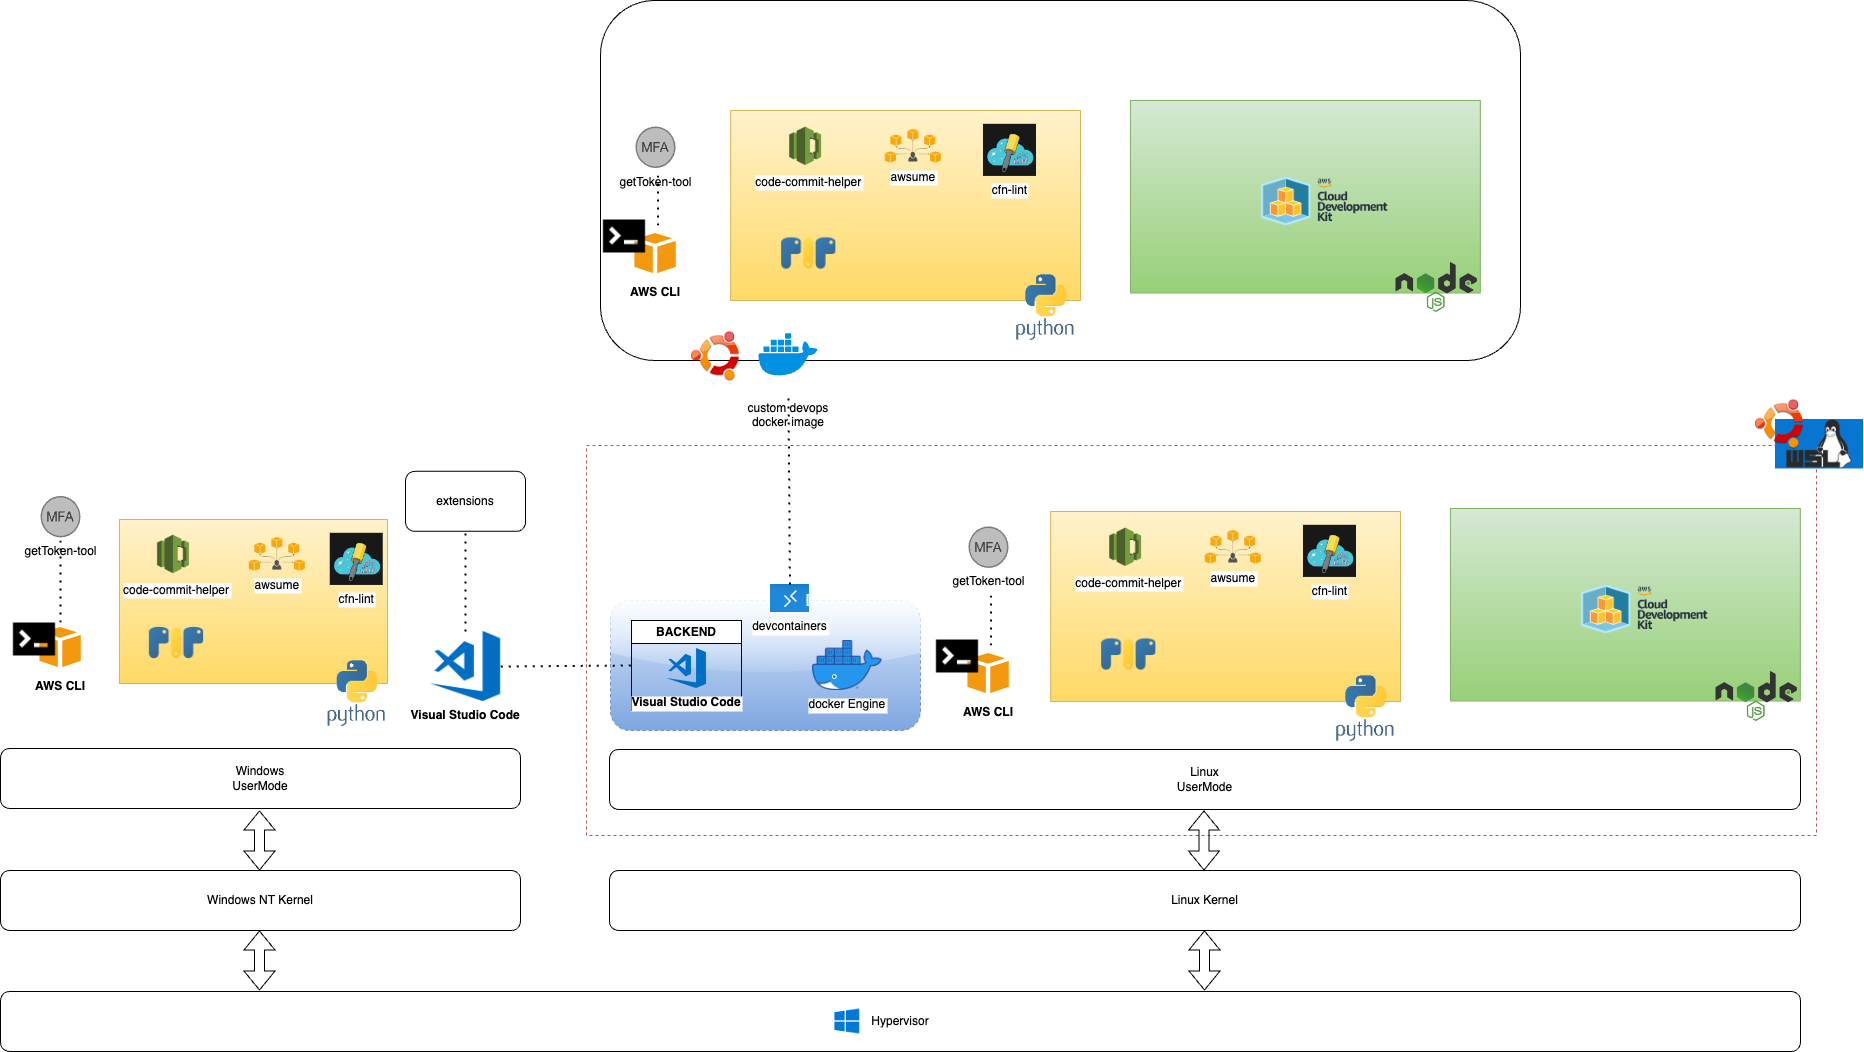 MFA
getToken-tool
>_
AWS CLI
code-commit-helper
awsume
cfn-lint
PIP
python
aws
Cloud
Development
Kit
node
JS
custom devops
docker image
WSL
extensions
MFA
getToken-tool
>_
AWS CLI
code-commit-helper
awsume
cfn-lint
PIP
python
Visual Studio Code
BACKEND
Visual Studio Code
devcontainers
docker Engine
MFA
getToken-tool
>_
AWS CLI
code-commit-helper
awsume
cfn-lint
PIP
python
aws
Cloud
Development
Kit
node
JS
Windows
UserMode
Linux
UserMode
Windows NT Kernel
Linux Kernel
Hypervisor